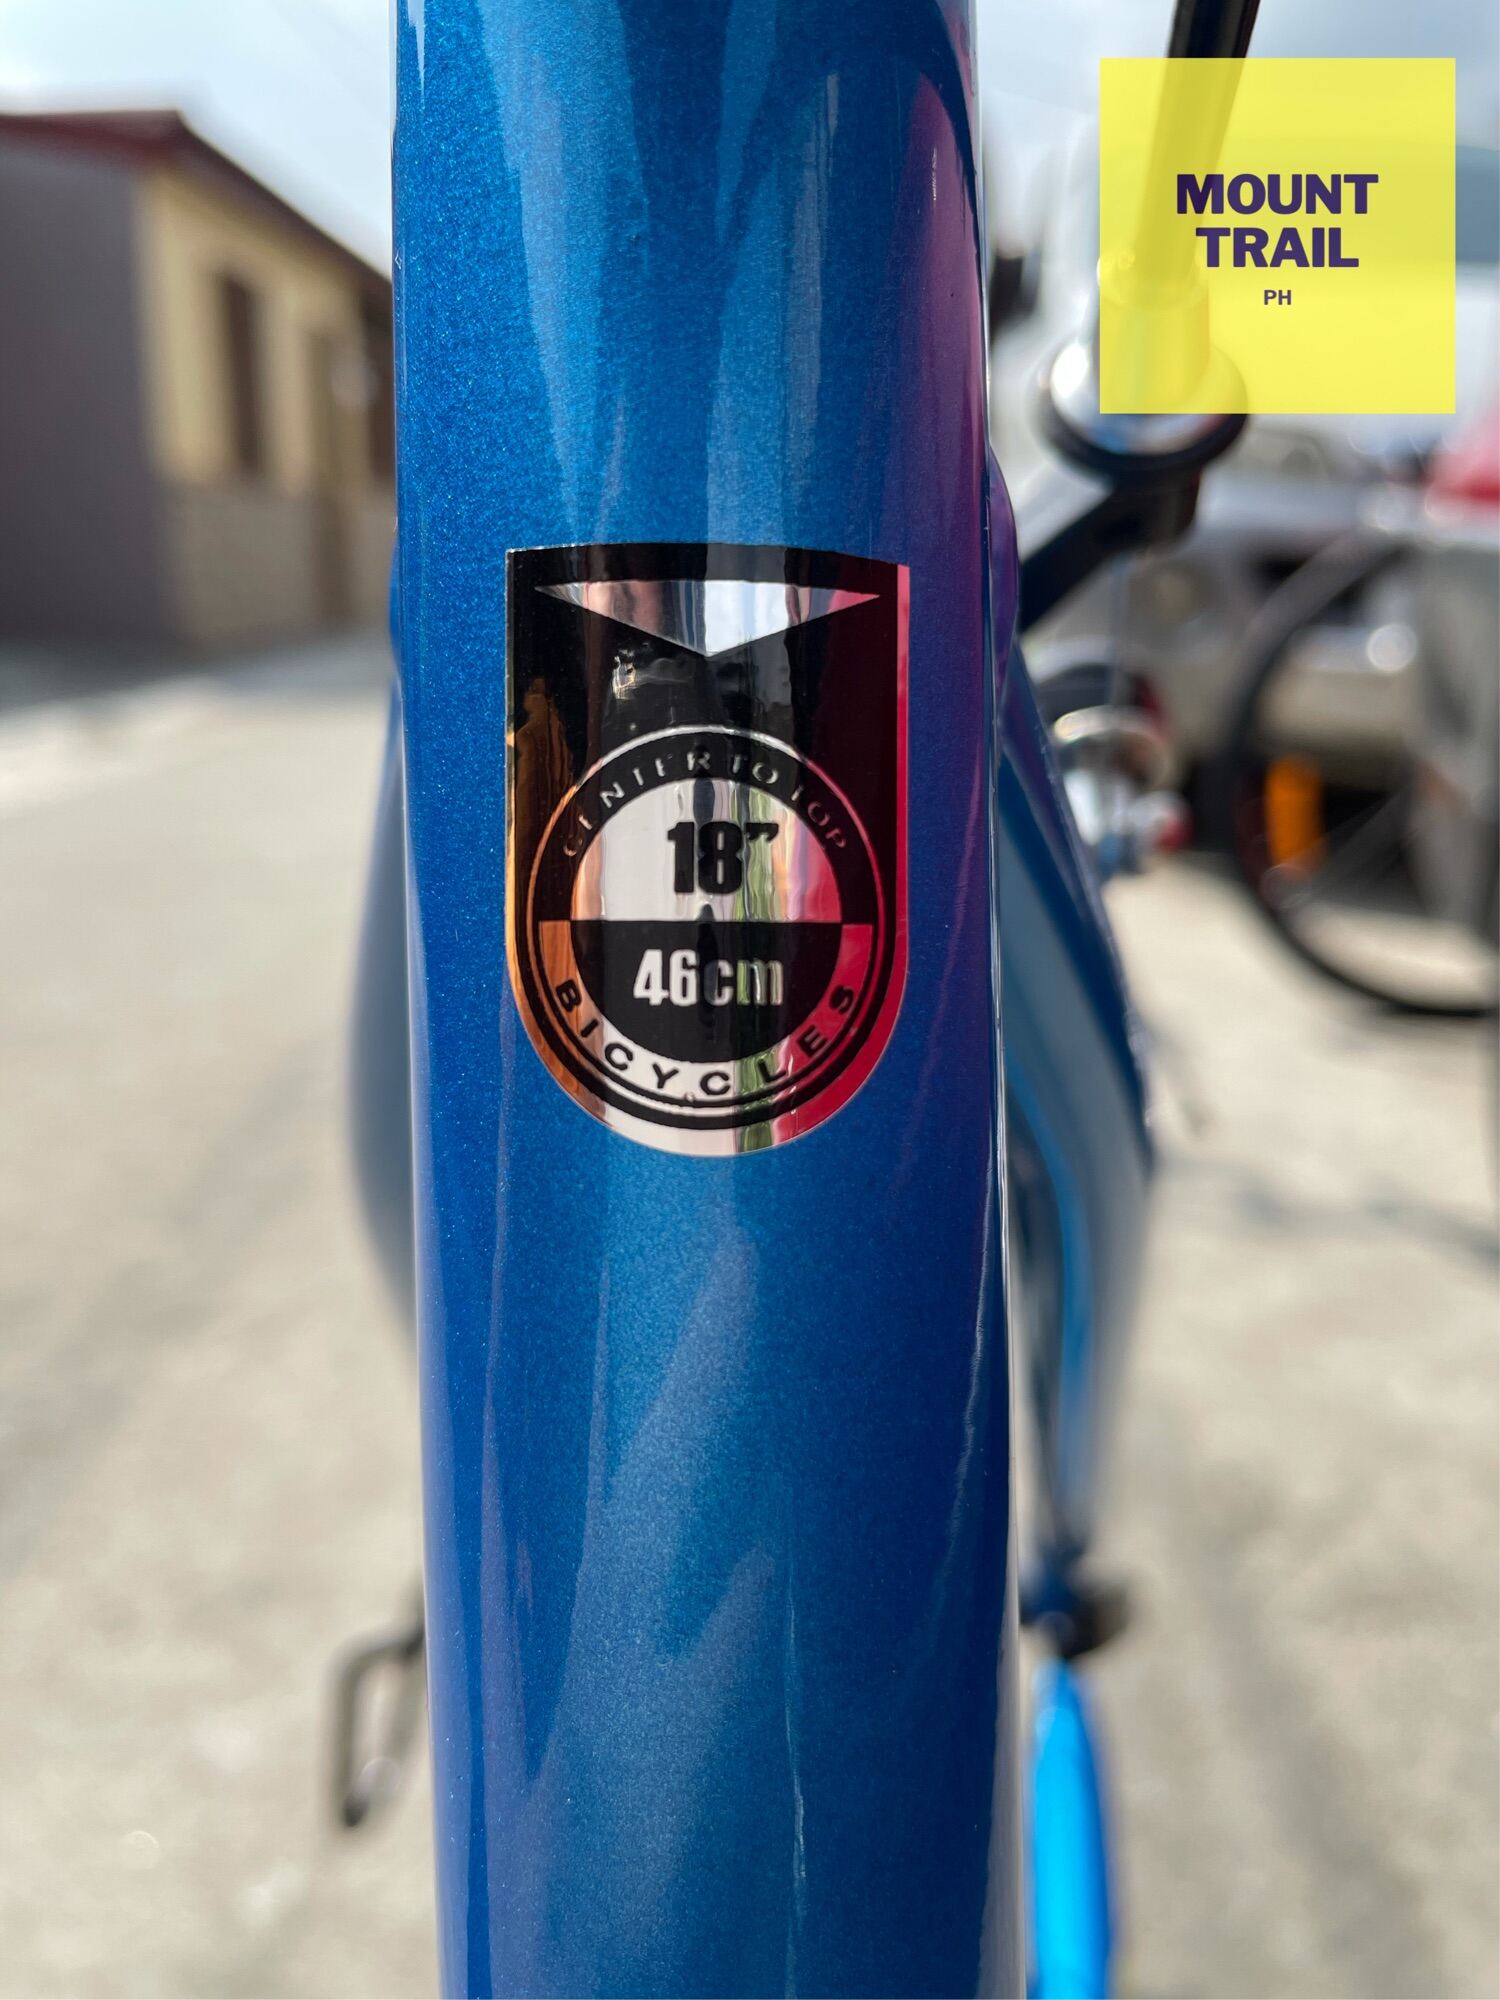 MOUNT
TRAIL
PH
CENTER TO TOP
18"
46cm
BICYCLES